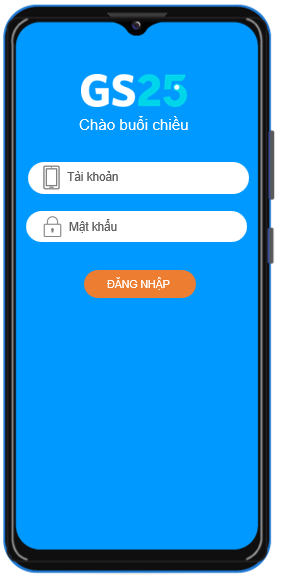 GS25
Chào buổi chiều
Tài khoản
Mật khẩu
ĐĂNG NHẬP